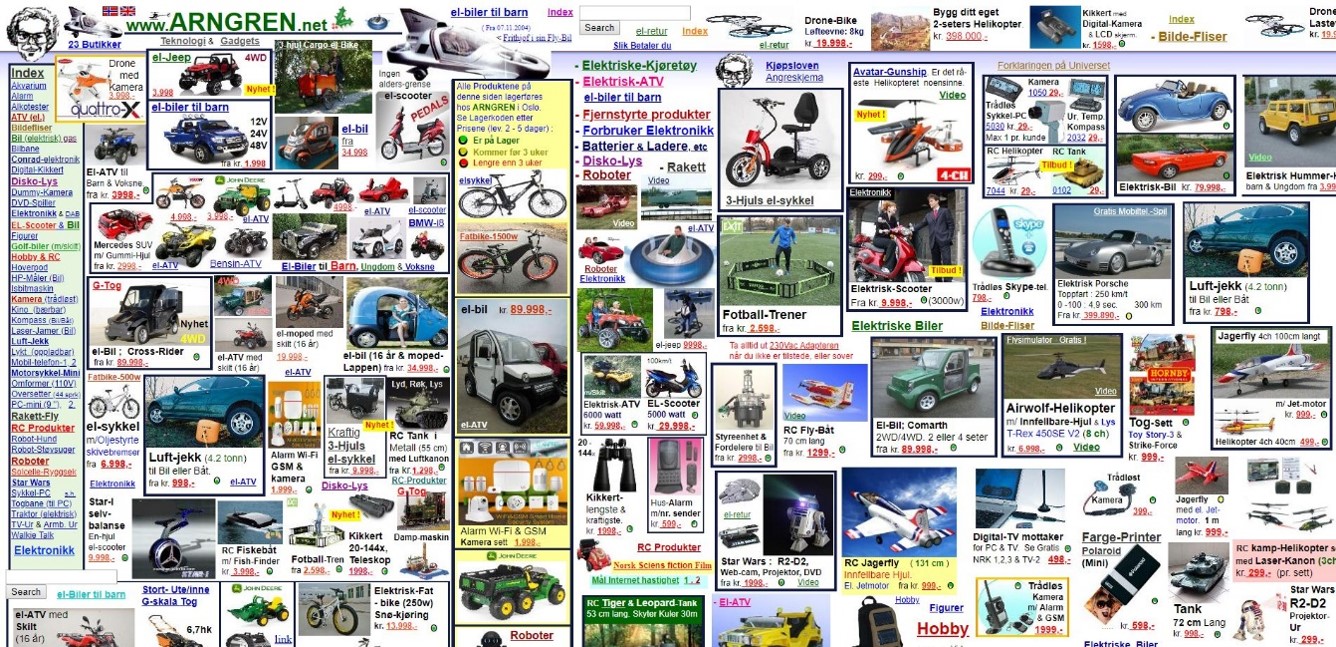 www.ARNGREN.net
23 Butikker
Teknologi & Gadgets
el-biler til barn
Index
( Fra 07.11.2004)
< Frithjof i sin Fly-Bil
Search
el-retur
Index
Slik Betaler du
el-retur
Drone-Bike
Løfteevne: 8kg
kr. 19.998,-
Bygg ditt eget
2-seters Helikopter
kr. 398 000,-
Kikkert med
Digital-Kamera
& LCD skjerm.
kr. 1598,-
Index
- Bilde-Fliser
Index
Akvarium
Alarm
Alkotester
ATV (el.)
Bildefliser
Bil (elektrisk) gas
Bilbane
Conrad-elektronik
Digital-Kikkert
Disko-Lys
Dummy-Kamera
DVD-Spiller
Elektronikk & DAB
EL-Scooter & Bil
Figurer
Golf-biler (m/skilt)
Hobby & RC
Hoverpod
HP-Måler (Bil)
Isbitmaskin
Kamera (trådløst)
Kino (bærbar)
Kompass (Bil/Båt)
Laser-Jamer (Bil)
Luft-Jekk
Lykt (oppladbar)
Mobil-telefon-1, 2
Motorsykkel-Mini
Omformer (110V)
Oversetter (44 språk)
PC-mini (9"), 2.
Rakett-Fly
RC Produkter
Robot-Hund
Robot-Støvsuger
Roboter
Solcelle-Ryggsek
Star Wars
Sykkel-PC
Togbane (til PC)
Traktor (elektrisk)
TV-Ur & Armb. Ur
Walkie Talk
Elektronikk
Drone
med
Kamera
3.998,-
quattro-X
el-Jeep
4WD
3.998
Nyhet !
el-biler til barn
12V
24V
48V
fra kr. 1.998
3-hjul Cargo el-Bike
Ingen
alders-grense
el-scooter
PEDALS
el-bil
fra
34.998
El-ATV til
Barn & Voksne
fra kr. 3998,-
JOHN DEERE
4.998,-
3.998,-
el-ATV
4998,-
el-ATV
el-scooter
Mercedes SUV
m/ Gummi-Hjul
fra kr. 2998,-
el-ATV
Bensin-ATV
BMW-i8
El-Biler til Barn, Ungdom & Voksne
G-Tog
Nyhet
4WD
el-Bil ; Cross-Rider
fra kr. 89.998,-
4WD
el-ATV med
skilt (16 år)
el-moped med
skilt (16 år)
19.998,-
el-ATV
el-bil (16 år & moped-
Lappen) fra kr. 34.998,-
Fatbike-500w
el-sykkel
m/Oljestyrte
skivebremser
fra kr. 6.998,-
Elektronikk
Luft-jekk (4.2 tonn)
til Bil eller Båt.
kr. 998,-
el-ATV
Alarm Wi-Fi
GSM &
kamera
1.999,-
Nyhet !
Kraftig
3-Hjuls
el-sykkel
fra kr. 9.998,-
Disko-Lys
Lyd, Røk, Lys
RC Tank i
Metall (55 cm)
med Luftkanon
fra kr. 1.298,-
RC-Produkter
G-Tog
Damp-maskin
Star-I
selv-
balanse
En-hjul
el-scooter
9.998,-
STAR-I
RC Fiskebåt
m/ Fish-Finder
kr. 3.998,-
Nyhet !
Fotball-Tren
Fra 2.598,-
Kikkert
20-144x,
Teleskop
1998,-
Search
el-Biler til barn
el-ATV med
Skilt
(16 år)
Stort- Ute/inne
G-skala Tog
6,7hk
link
Elektrisk-Fat
- bike (250w)
Snø-kjøring
kr. 13.998,-
Alle Produktene på
denne siden lagerføres
hos ARNGREN i Oslo.
Se Lagerkoden etter
Prisene (lev. 2 - 5 dager) :
Er på Lager
Kommer før 3 uker
Lengre enn 3 uker
elsykkel
Fatbike-1500w
el-bil kr. 89.998,-
el-ATV
Alarm Wi-Fi & GSM
Kamera sett 1.998,-
JOHN DEERE
Roboter
- Elektriske-Kjøretøy
- Elektrisk-ATV
el-biler til barn
- Fjernstyrte produkter
- Forbruker Elektronikk
- Batterier & Ladere, etc
- Disko-Lys
- Rakett
- Roboter
Video
Video
Roboter
Elektronikk
el-ATV
el-jeep 9998,-
m/Skilt
Elektrisk-ATV
6000 watt
kr. 59.998,-
100km/t
EL-Scooter
5000 watt
kr. 29.998,-
20 -
144x
Kikkert-
lengste &
kraftigste.
kr. 1998,-
Hus-Alarm
m/nr. sender
kr. 599,-
RC Produkter
Norsk Sciens fiction Film
Mål Internet hastighet 1 , 2
RC Tiger & Leopard-Tank
53 cm lang. Skyter Kuler 30m
Kjøpsloven
Angreskjema
3-Hjuls el-sykkel
EXIT
Fotball-Trener
Fra kr. 2.598,-
Ta alltid ut 230Vac Adapteren
når du ikke er tilstede, eller sover
Styreenhet &
Fordelere til Bil
fra kr. 2998,-
Video
RC Fly-Båt
70 cm lang
kr. 1299,-
el-retur
Star Wars : R2-D2,
Web-cam, Projektor, DVD
fra kr. 1998,- Video
- El-ATV
Avatar-Gunship Er det rå-
este Helikopteret noensinne.
Video
Nyhet !
kr. 299,-
4-CH
Elektronikk
Tilbud !
Elektrisk-Scooter
Fra kr. 9.998,- (3000w)
Elektriske Biler
El-Bil; Comarth
2WD/4WD. 2 eller 4 seter
Fra kr. 89.998,-
RC Jagerfly ( 131 cm )
Innfellbare Hjul.
El. Jetmotor fra kr. 999,-
Hobby
Figurer
Hobby
Forklaringen på Universet
Kamera
1050 29,-
Trådløs
Sykkel-PC
5030 kr. 29,-
Max 1 pr. kunde
Ur, Temp.
Kompass
2032 29,-
RC Helikopter
RC Tank
Tilbud !
7044 kr. 29,-
0102 29,-
skype
Trådløs Skype-tel.
798,-
Elektronikk
Bilde-Fliser
Gratis Mobiltel.-Spil
Elektrisk Porsche
Toppfart : 250 km/t
0 -100 : 4.9 sec. 300 km
Fra kr. 399.890,-
Elektrisk-Bil kr. 79.998,-
Video
Elektrisk Hummer-H
barn & Ungdom fra 3.99
Luft-jekk (4.2 tonn)
til Bil eller Båt
fra kr. 798,-
Flysimulator Gratis !
Video
Airwolf-Helikopter
m/ Innfellbare-Hjul & Lys
T-Rex 450SE V2 (8 ch)
kr. 6.998,- Video
HORNBY
Tog-Sett
Toy Story-3 &
Strike-Force
kr. 999,-
Jagerfly 4ch 100cm langt
m/ Jet-motor
kr. 999,-
Helikopter 4ch 40cm 499,-
Digital-TV mottaker
for PC & TV. Se Gratis
NRK 1,2,3 & TV-2 498,-
Trådløst
Kamera
399,-
Farge-Printer
Polaroid
(Mini)
kr. 598,-
Elektriske Biler
Trådløs
Kamera
m/ Alarm
& GSM
1999,-
Jagerfly
med el. Jet-
motor. 1 m
lang kr. 999,-
Tank
72 cm Lang
kr. 998,-
RC kamp-Helikopter s
med Laser-Kanon (3ch
kr. 299,- (pr. sett)
Star Wars
R2-D2
Projektor-
Ur
kr. 299,-